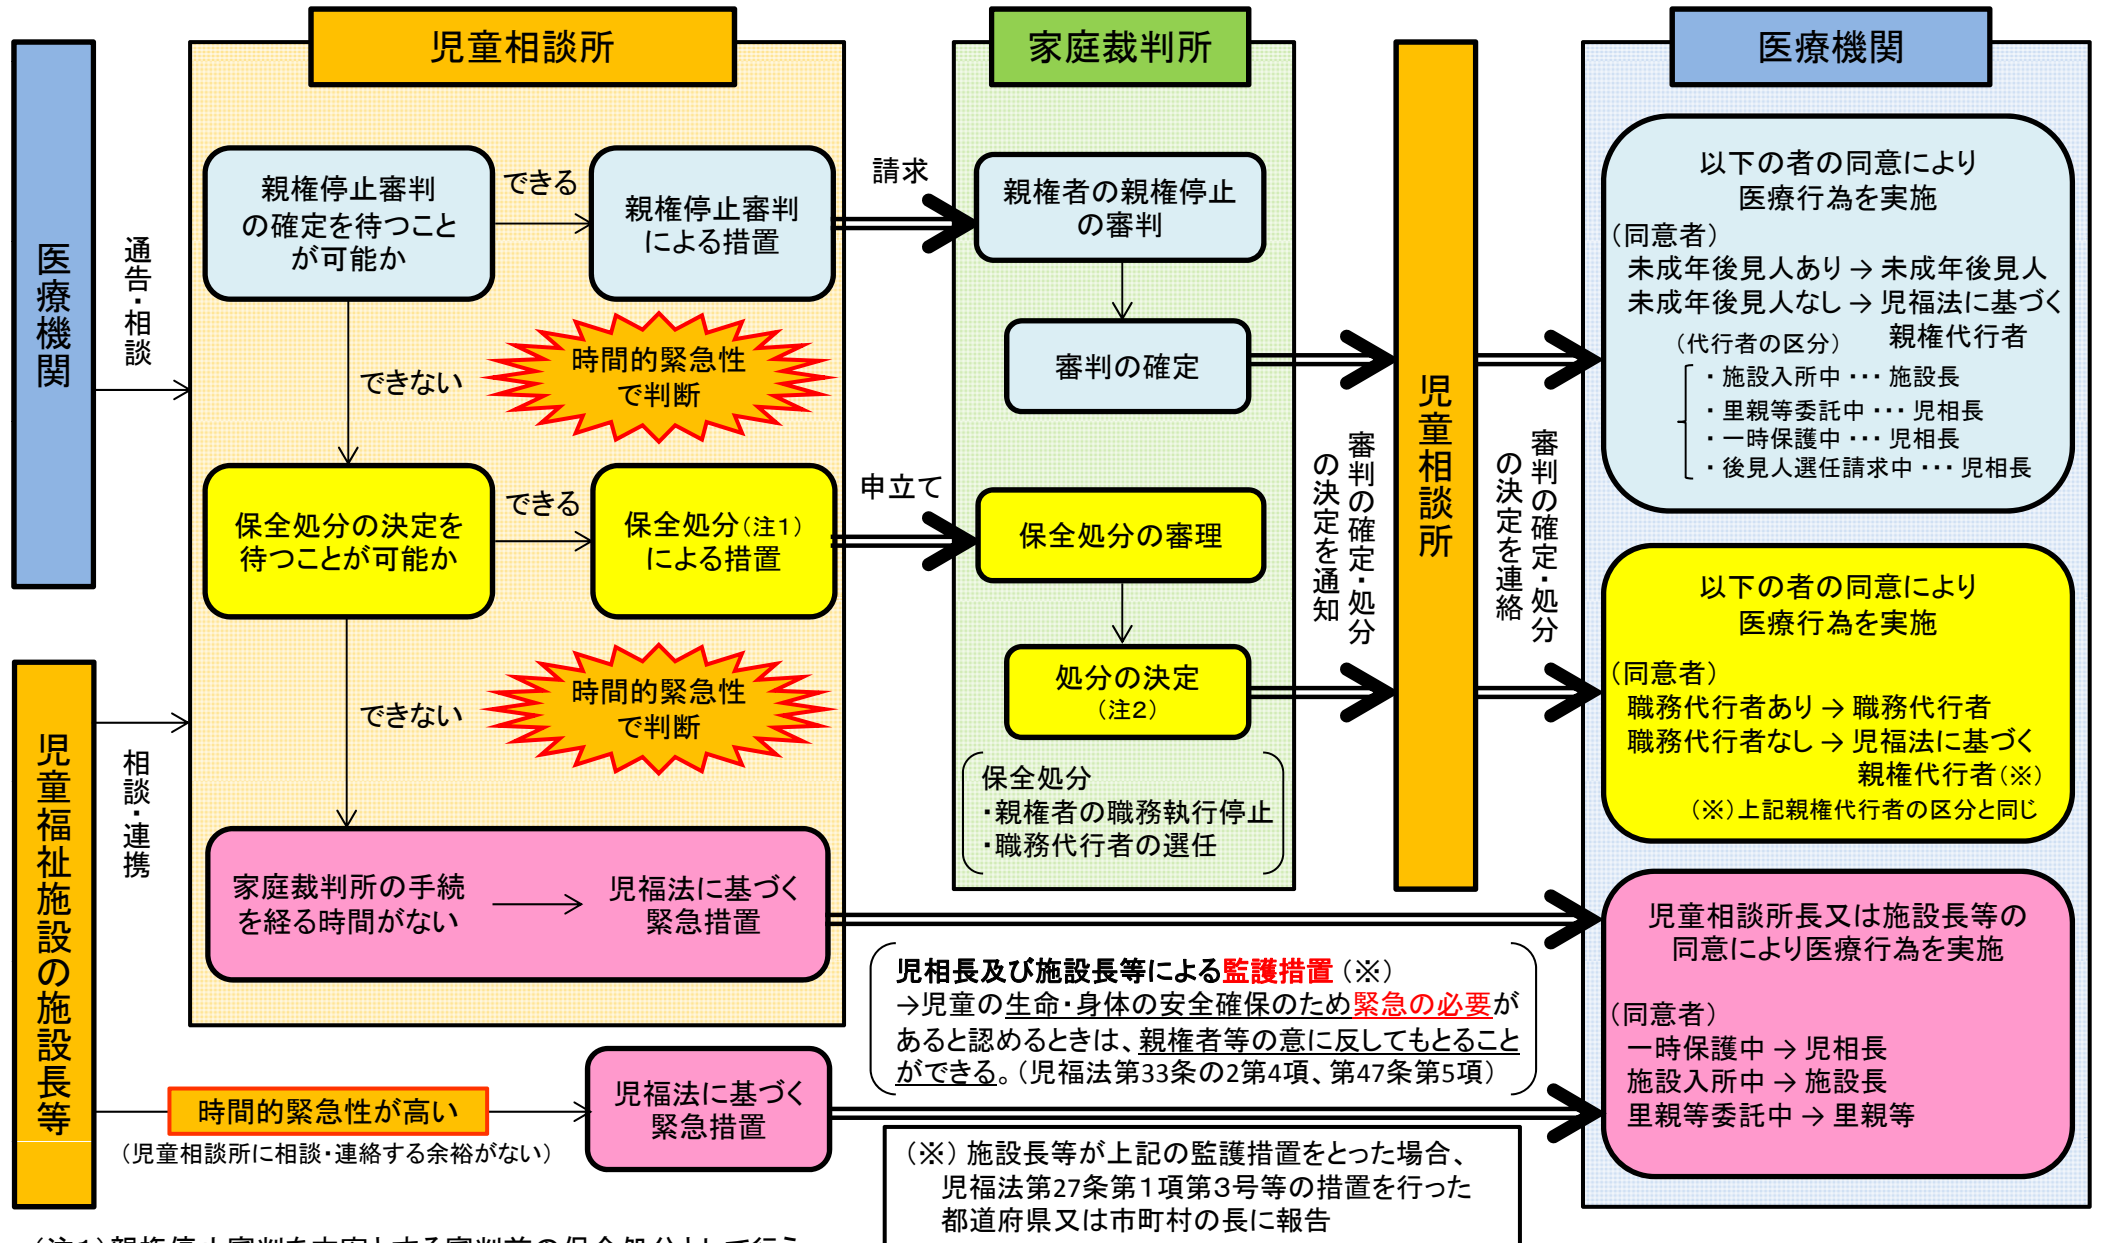 児童相談所
家庭裁判所
医療機関
医療機関
通告・相談
児童福祉施設の施設長等
相談・連携
親権停止審判
の確定を待つこと
が可能か
できる
親権停止審判
による措置
請求
親権者の親権停止
の審判
審判の確定
できない
時間的緊急性
で判断
保全処分の決定を
待つことが可能か
できる
保全処分(注1)
による措置
申立て
保全処分の審理
処分の決定
(注2)
保全処分
・親権者の職務執行停止
・職務代行者の選任
できない
時間的緊急性
で判断
家庭裁判所の手続
を経る時間がない
児福法に基づく
緊急措置
審判の確定・処分
の決定を通知
児童相談所
審判の確定・処分
の決定を連絡
以下の者の同意により
医療行為を実施
(同意者)
未成年後見人あり → 未成年後見人
未成年後見人なし → 児福法に基づく
親権代行者
(代行者の区分)
・施設入所中 ・・・ 施設長
・里親等委託中 ・・・ 児相長
・一時保護中 ・・・ 児相長
・後見人選任請求中 ・・・ 児相長
以下の者の同意により
医療行為を実施
(同意者)
職務代行者あり → 職務代行者
職務代行者なし → 児福法に基づく
親権代行者(※)
(※)上記親権代行者の区分と同じ
児童相談所長又は施設長等の
同意により医療行為を実施
(同意者)
一時保護中 → 児相長
施設入所中 → 施設長
里親等委託中 → 里親等
児相長及び施設長等による監護措置(※)
→児童の生命・身体の安全確保のため緊急の必要が
あると認めるときは、親権者等の意に反してもとること
ができる。(児福法第33条の2第4項、第47条第5項)
時間的緊急性が高い
(児童相談所に相談・連絡する余裕がない)
児福法に基づく
緊急措置
(※) 施設長等が上記の監護措置をとった場合、
児福法第27条第1項第3号等の措置を行った
都道府県又は市町村の長に報告
(注1)親権停止審判を本案とする審判前の保全処分として行う